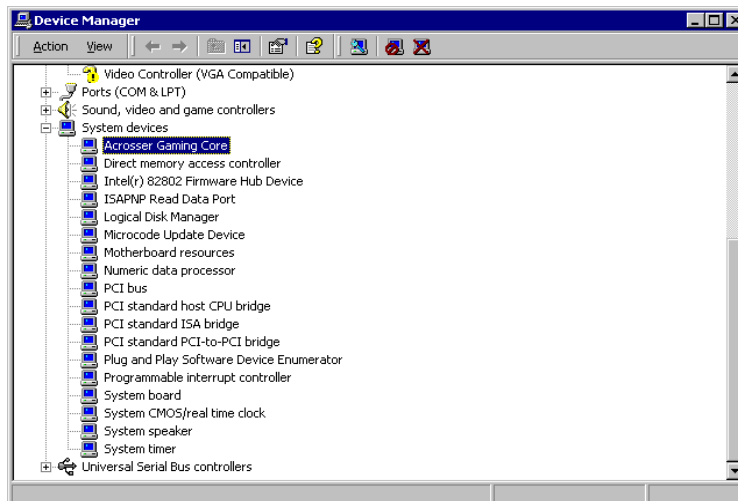 Device Manager
Action View
Video Controller (VGA Compatible)
Ports (COM & LPT)
Sound, video and game controllers
System devices
Acrosser Gaming Core
Direct memory access controller
Intel(r) 82802 Firmware Hub Device
ISAPNP Read Data Port
Logical Disk Manager
Microcode Update Device
Motherboard resources
Numeric data processor
PCI bus
PCI standard host CPU bridge
PCI standard ISA bridge
PCI standard PCI-to-PCI bridge
Plug and Play Software Device Enumerator
Programmable interrupt controller
System board
System CMOS/real time clock
System speaker
System timer
Universal Serial Bus controllers